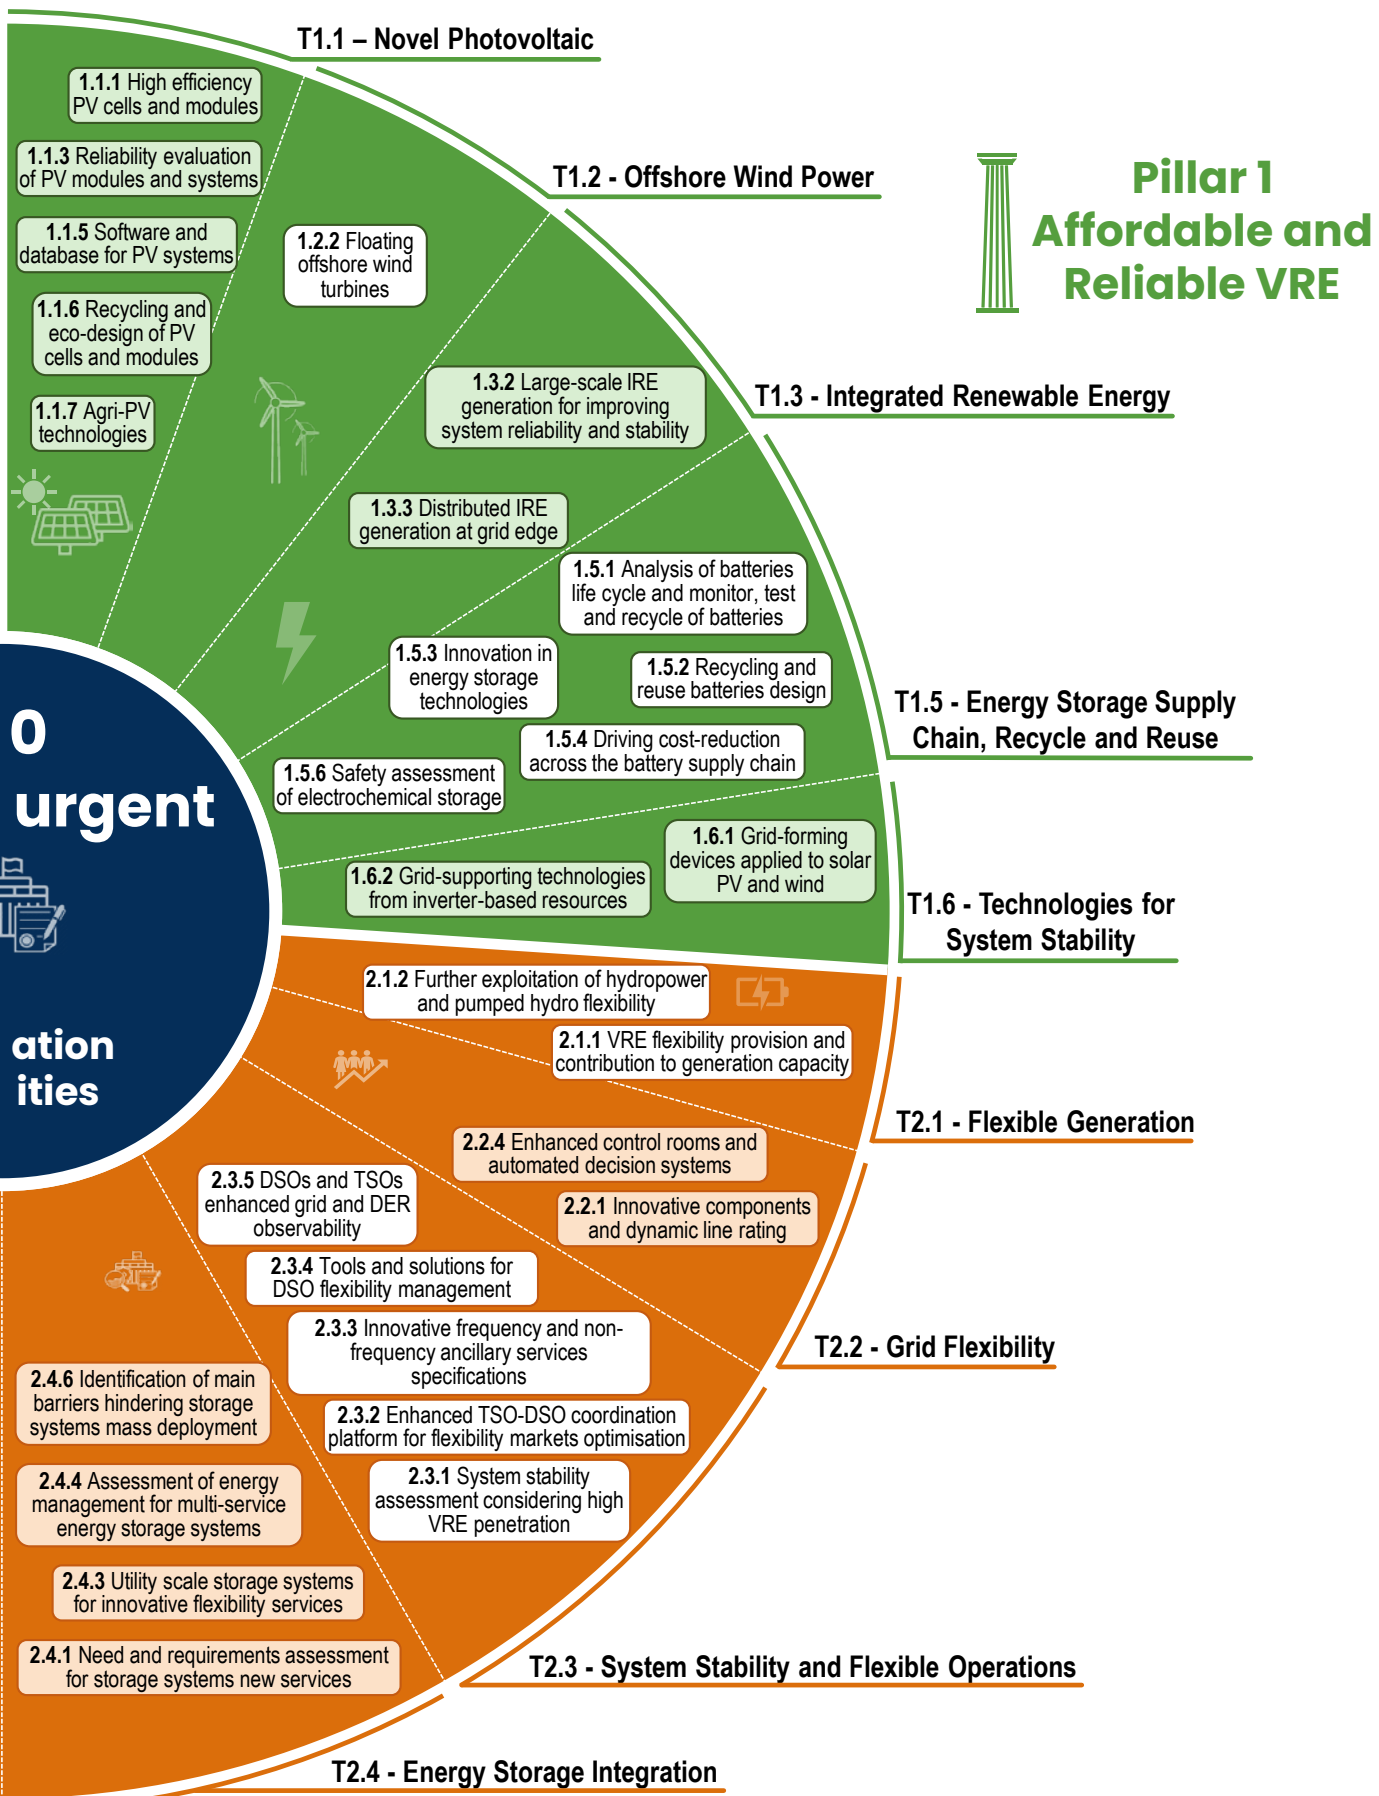 T1.1 – Novel Photovoltaic
1.1.1 High efficiency
PV cells and modules
1.1.3 Reliability evaluation
of PV modules and systems
1.1.5 Software and
database for PV systems
1.1.6 Recycling and
eco-design of PV
cells and modules
1.1.7 Agri-PV
technologies
T1.2 - Offshore Wind Power
1.2.2 Floating
offshore wind
turbines
Pillar 1
Affordable and
Reliable VRE
T1.3 - Integrated Renewable Energy
1.3.2 Large-scale IRE
generation for improving
system reliability and stability
1.3.3 Distributed IRE
generation at grid edge
1.5.1 Analysis of batteries
life cycle and monitor, test
and recycle of batteries
1.5.3 Innovation in
energy storage
technologies
1.5.2 Recycling and
reuse batteries design
T1.5 - Energy Storage Supply
Chain, Recycle and Reuse
1.5.4 Driving cost-reduction
across the battery supply chain
1.5.6 Safety assessment
of electrochemical storage
0
urgent
ation
ities
1.6.1 Grid-forming
devices applied to solar
PV and wind
1.6.2 Grid-supporting technologies
from inverter-based resources
T1.6 - Technologies for
System Stability
2.1.2 Further exploitation of hydropower
and pumped hydro flexibility
2.1.1 VRE flexibility provision and
contribution to generation capacity
T2.1 - Flexible Generation
2.2.4 Enhanced control rooms and
automated decision systems
2.2.1 Innovative components
and dynamic line rating
T2.2 - Grid Flexibility
2.3.5 DSOs and TSOs
enhanced grid and DER
observability
2.3.4 Tools and solutions for
DSO flexibility management
2.3.3 Innovative frequency and non-
frequency ancillary services
specifications
2.3.2 Enhanced TSO-DSO coordination
platform for flexibility markets optimisation
2.3.1 System stability
assessment considering high
VRE penetration
T2.3 - System Stability and Flexible Operations
2.4.6 Identification of main
barriers hindering storage
systems mass deployment
2.4.4 Assessment of energy
management for multi-service
energy storage systems
2.4.3 Utility scale storage systems
for innovative flexibility services
2.4.1 Need and requirements assessment
for storage systems new services
T2.4 - Energy Storage Integration